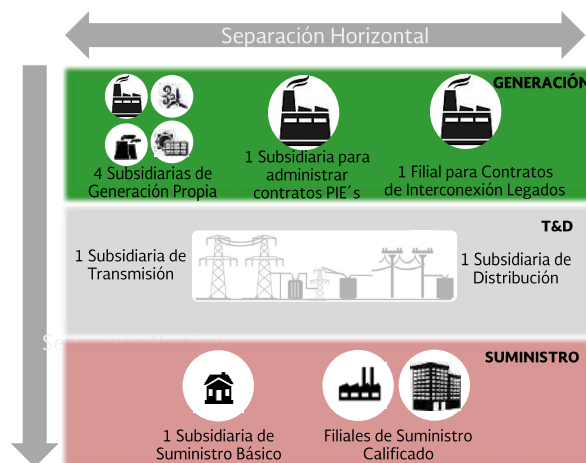 Separación Horizontal
GENERACIÓN
4 Subsidiarias de
Generación Propia
1 Subsidiaria para
administrar
contratos PIE´s
1 Filial para Contratos
de Interconexión Legados
T&D
1 Subsidiaria de
Transmisión
1 Subsidiaria de
Distribución
Separación Vertical
SUMINISTRO
1 Subsidiaria de
Suministro Básico
Filiales de Suministro
Calificado